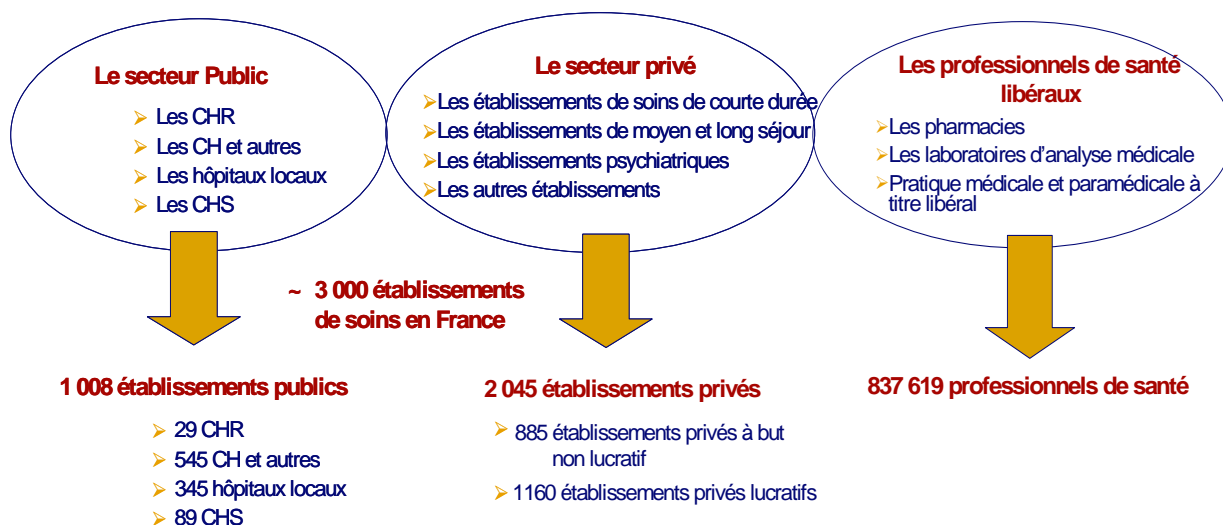 Le secteur Public
Les CHR
Les CH et autres
Les hôpitaux locaux
Les CHS
Le secteur privé
Les établissements de soins de courte durée
Les établissements de moyen et long séjour
Les établissements psychiatriques
Les autres établissements
Les professionnels de santé
libéraux
Les pharmacies
Les laboratoires d'analyse médicale
Pratique médicale et paramédicale à
titre libéral
~ 3 000 établissements
de soins en France
1 008 établissements publics
29 CHR
545 CH et autres
345 hôpitaux locaux
89 CHS
2 045 établissements privés
885 établissements privés à but
non lucratif
1160 établissements privés lucratifs
837 619 professionnels de santé